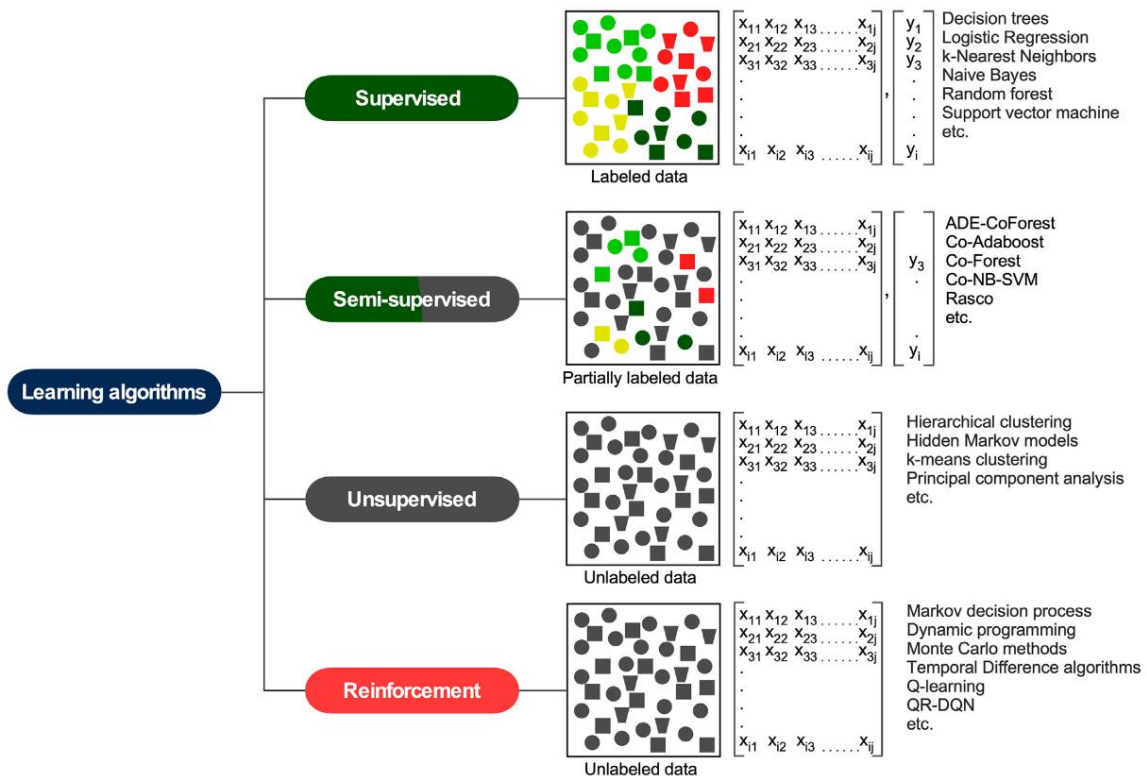 Learning algorithms
Supervised
Labeled data
x11 x12 x13 ......x1j
x21 x22 x23 ......x2j
x31 x32 x33 ......x3j
.
.
.
.
xi1 xi2 xi3 ......xij
,
y1
y2
y3
.
.
.
.
yi
Decision trees
Logistic Regression
k-Nearest Neighbors
Naive Bayes
Random forest
Support vector machine
etc.
Semi-supervised
Partially labeled data
x11 x12 x13 ......x1j
x21 x22 x23 ......x2j
x31 x32 x33 ......x3j
.
.
.
.
xi1 xi2 xi3 ......xij
,
y3
.
.
yi
ADE-CoForest
Co-Adaboost
Co-Forest
Co-NB-SVM
Rasco
etc.
Unsupervised
Unlabeled data
x11 x12 x13 ......x1j
x21 x22 x23 ......x2j
x31 x32 x33 ......x3j
.
.
.
.
xi1 xi2 xi3 ......xij
Hierarchical clustering
Hidden Markov models
k-means clustering
Principal component analysis
etc.
Reinforcement
Unlabeled data
x11 x12 x13 ......x1j
x21 x22 x23 ......x2j
x31 x32 x33 ......x3j
.
.
.
.
xi1 xi2 xi3 ......xij
Markov decision process
Dynamic programming
Monte Carlo methods
Temporal Difference algorithms
Q-learning
QR-DQN
etc.